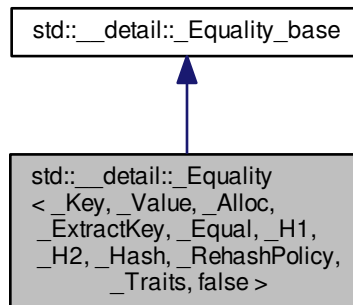 std::__detail::_Equality_base
std::__detail::_Equality
< _Key, _Value, _Alloc,
_ExtractKey, _Equal, _H1,
_H2, _Hash, _RehashPolicy,
_Traits, false >